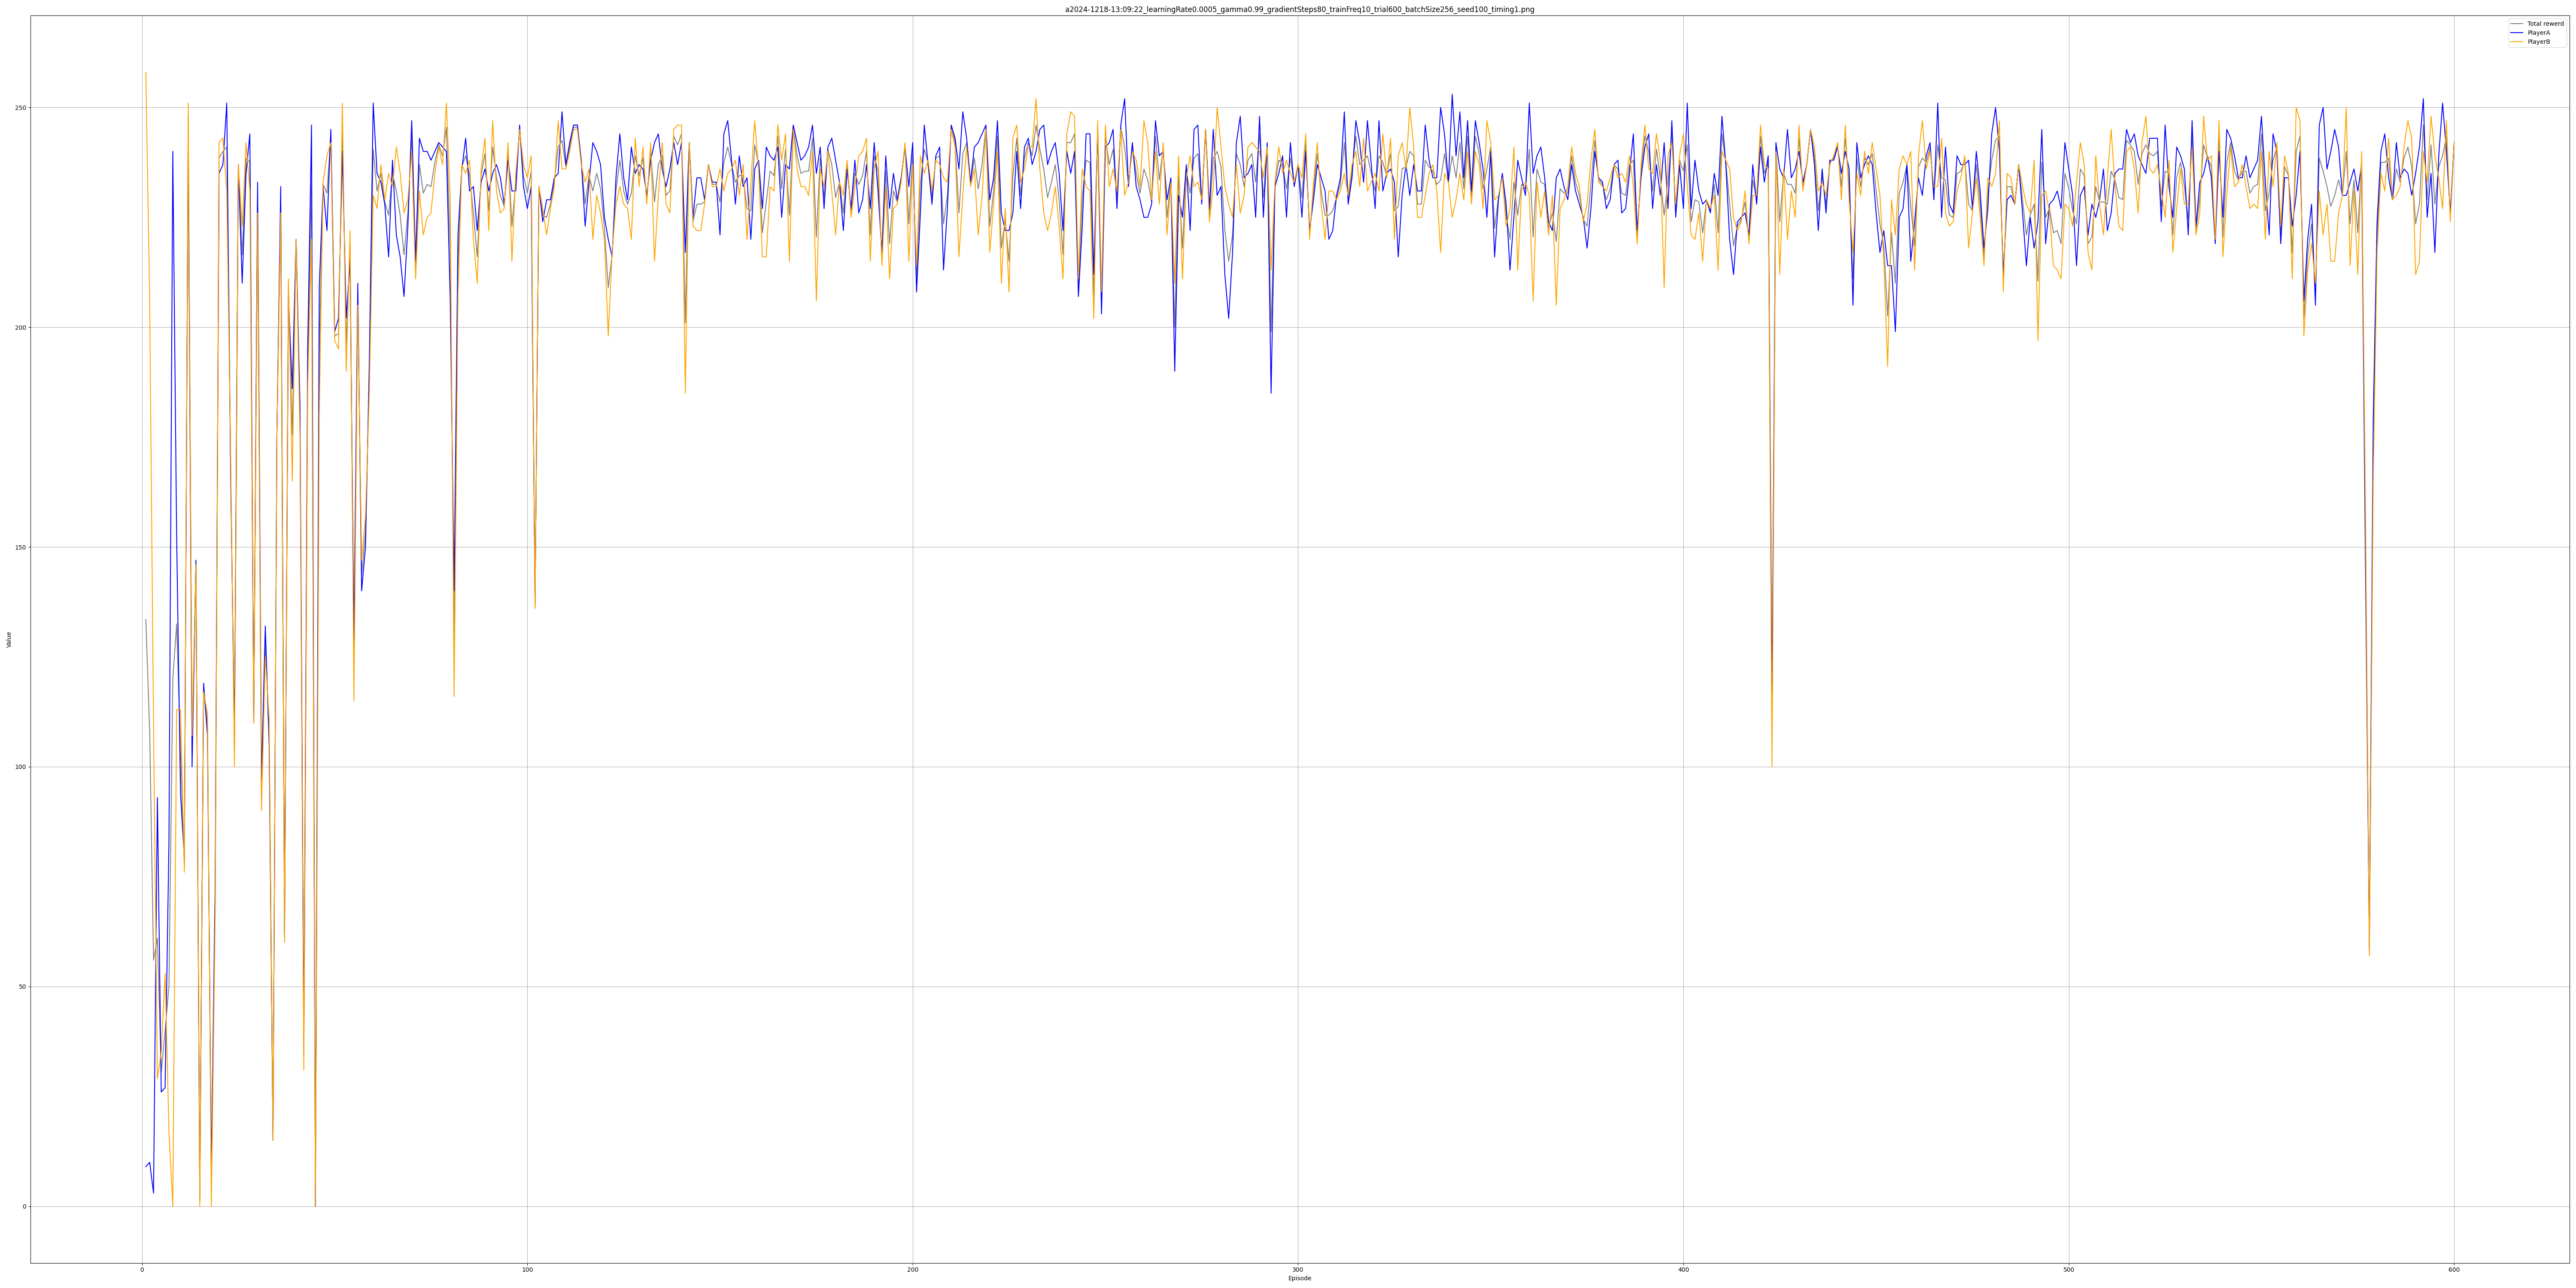 a2024-1218-13:09:22_learningRate0.0005_gamma0.99_gradientSteps80_trainFreq10_trial600_batchSize256_seed100_timing1.png
Total rewerd
PlayerA
PlayerB
250
200
150
100
50
0
Value
0 100 200 300 400 500 600
Episode